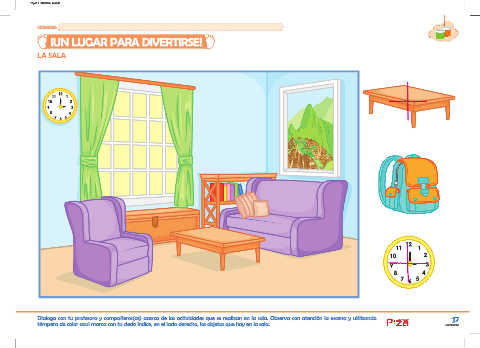 ¡UN LUGAR PARA DIVERTIRSE!
LA SALA
Dialoga con tu profesora y compañeros(as) acerca de las actividades que se realizan en la sala. Observa con atención la escena y utilizando
témpera de color azul marca con tu dedo índice, en el lado derecho, los objetos que hay en la sala.